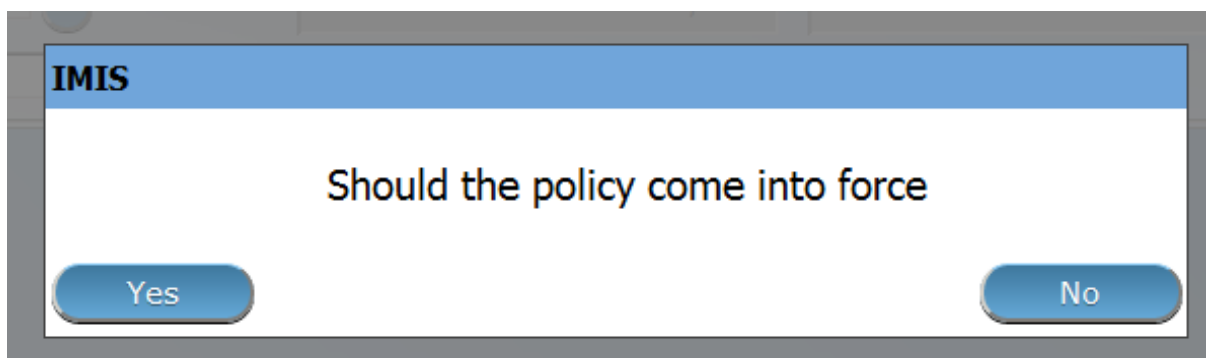 IMIS
Should the policy come into force
Yes
No